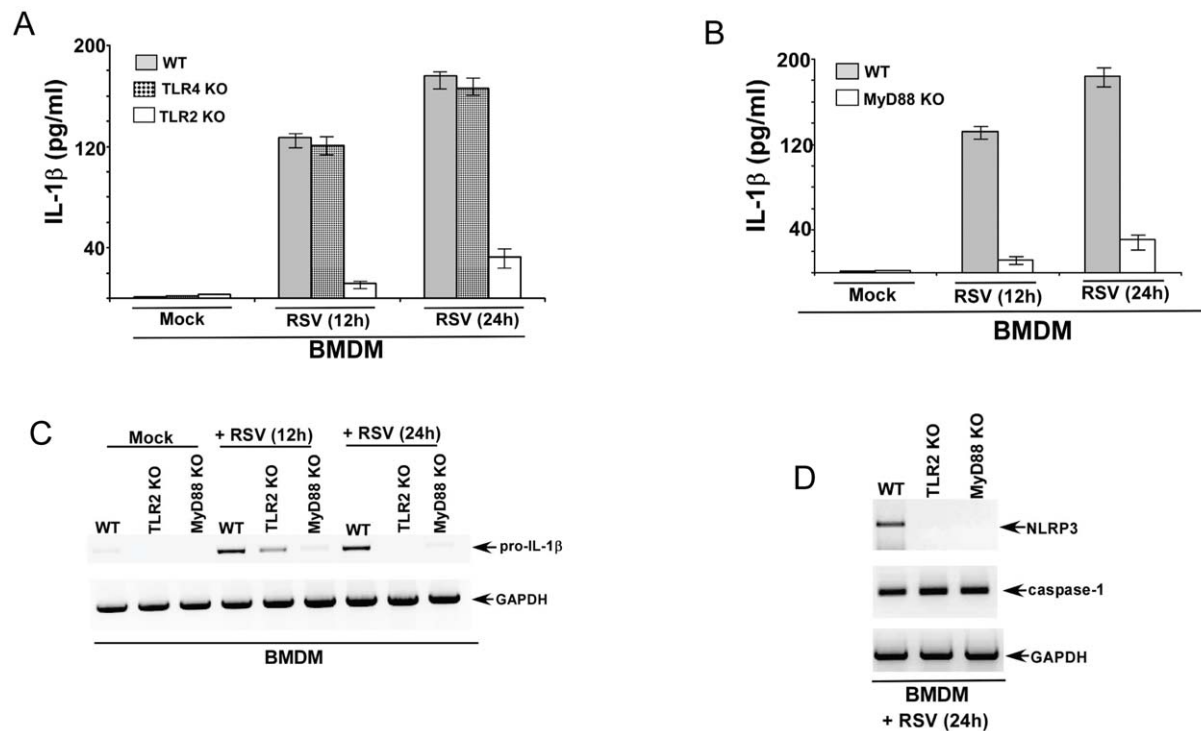 A
200
120
40
IL-1β (pg/ml)
WT
TLR4 KO
TLR2 KO
Mock
RSV (12h)
RSV (24h)
BMDM
B
200
120
40
IL-1β (pg/ml)
WT
MyD88 KO
Mock
RSV (12h)
RSV (24h)
BMDM
C
Mock
+ RSV (12h)
+ RSV (24h)
WT
TLR2 KO
MyD88 KO
WT
TLR2 KO
MyD88 KO
WT
TLR2 KO
MyD88 KO
pro-IL-1β
GAPDH
BMDM
D
WT
TLR2 KO
MyD88 KO
NLRP3
caspase-1
GAPDH
BMDM
+ RSV (24h)